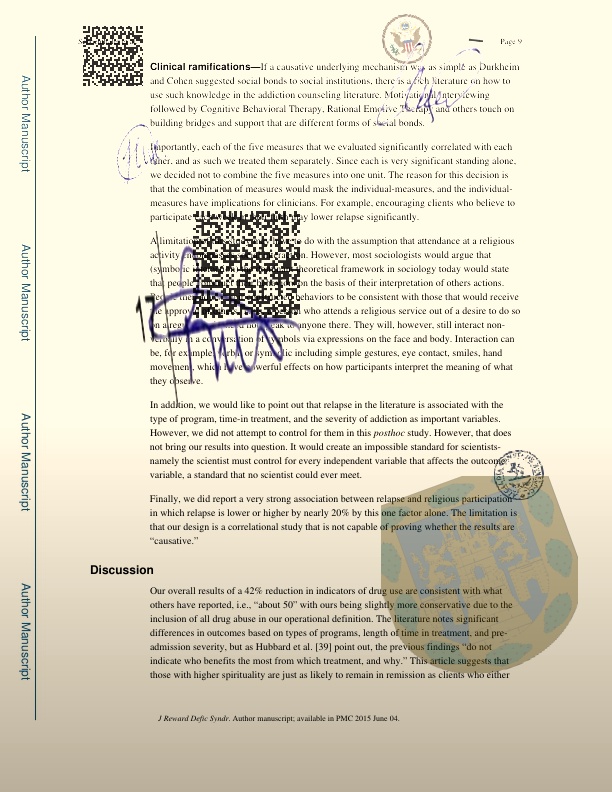 Page 9
Clinical ramifications—If a causative underlying mechanism was as simple as Durkheim
and Cohen suggested social bonds to social institutions, there is a rich literature on how to
use such knowledge in the addiction counseling literature. Motivational Interviewing
followed by Cognitive Behavioral Therapy, Rational Emotive Therapy and others touch on
building bridges and support that are different forms of social bonds.
Importantly, each of the five measures that we evaluated significantly correlated with each
other, and as such we treated them separately. Since each is very significant standing alone,
we decided not to combine the five measures into one unit. The reason for this decision is
that the combination of measures would mask the individual-measures, and the individual-
measures have implications for clinicians. For example, encouraging clients who believe to
participate may lower relapse significantly.
A limitation do with the assumption that attendance at a religious
activity However, most sociologists would argue that
(symbolic theoretical framework in sociology today would state
that people on the basis of their interpretation of others actions.
behaviors to be consistent with those that would receive
the who attends a religious service out of a desire to do so
to anyone there. They will, however, still interact non-
verbally in a conversation of symbols via expressions on the face and body. Interaction can
be, for example, verbal or symbolic including simple gestures, eye contact, smiles, hand
movement, which have powerful effects on how participants interpret the meaning of what
they observe.
In addition, we would like to point out that relapse in the literature is associated with the
type of program, time-in treatment, and the severity of addiction as important variables.
However, we did not attempt to control for them in this posthoc study. However, that does
not bring our results into question. It would create an impossible standard for scientists-
namely the scientist must control for every independent variable that affects the outcome
variable, a standard that no scientist could ever meet.
Finally, we did report a very strong association between relapse and religious participation
in which relapse is lower or higher by nearly 20% by this one factor alone. The limitation is
that our design is a correlational study that is not capable of proving whether the results are
“causative.”
Discussion
Our overall results of a 42% reduction in indicators of drug use are consistent with what
others have reported, i.e., “about 50” with ours being slightly more conservative due to the
inclusion of all drug abuse in our operational definition. The literature notes significant
differences in outcomes based on types of programs, length of time in treatment, and pre-
admission severity, but as Hubbard et al. [39] point out, the previous findings “do not
indicate who benefits the most from which treatment, and why.” This article suggests that
those with higher spirituality are just as likely to remain in remission as clients who either
J Reward Defic Syndr. Author manuscript; available in PMC 2015 June 04.
Author Manuscript
Author Manuscript
Author Manuscript
Author Manuscript